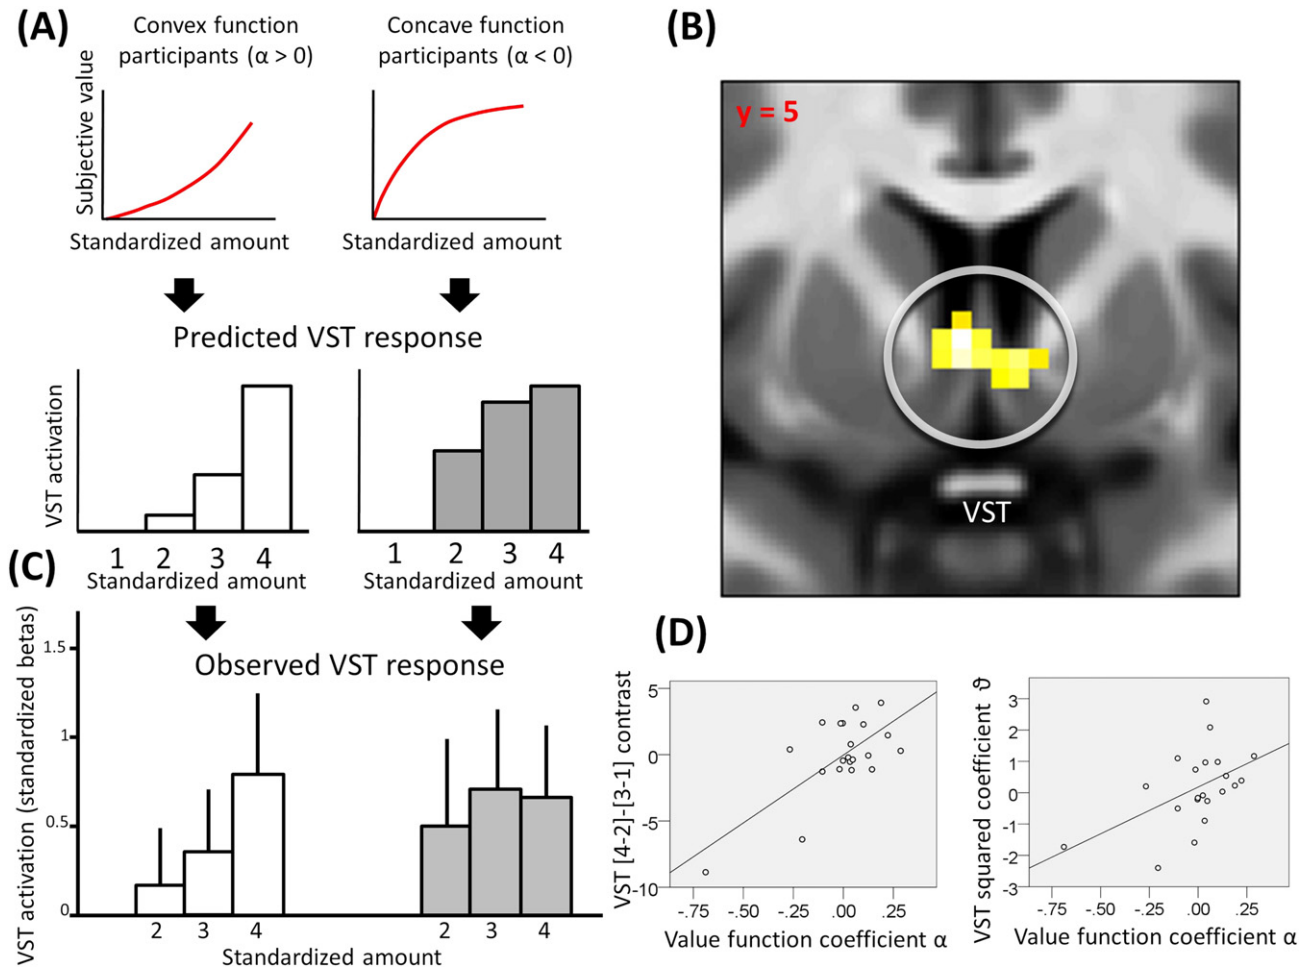 (A)
Convex function
participants (α > 0)
Concave function
participants (α < 0)
Subjective value
Standardized amount
Standardized amount
Predicted VST response
VST activation
1 2 3 4
Standardized amount
1 2 3 4
Standardized amount
(B)
y = 5
VST
(C)
Observed VST response
VST activation (standardized betas)
1.5
1
0.5
0
2 3 4
2 3 4
Standardized amount
(D)
VST [4-2]-[3-1] contrast
5
0
-5
-10
-.75 -.50 -.25 .00 .25
Value function coefficient α
VST squared coefficient ϑ
3
2
1
0
-1
-2
-3
-.75 -.50 -.25 .00 .25
Value function coefficient α